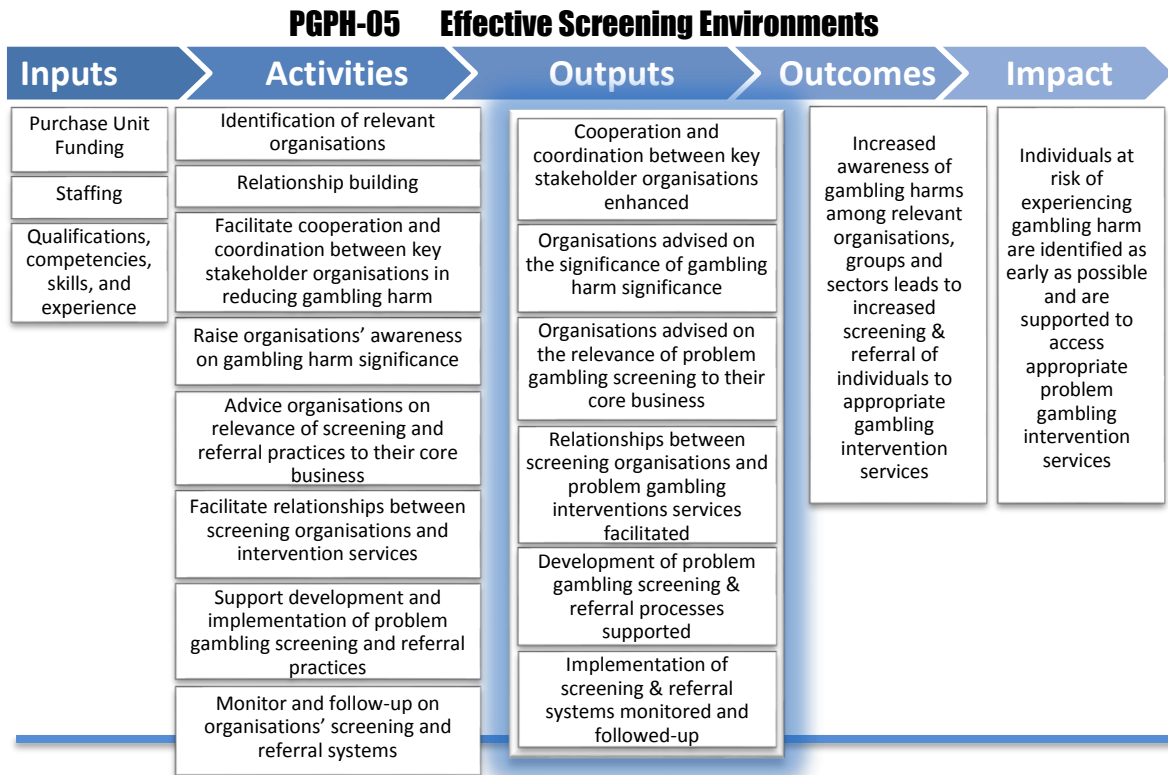 PGPH-05 Effective Screening Environments
Inputs
Activities
Outputs
Outcomes
Impact
Purchase Unit
Funding
Staffing
Qualifications,
competencies,
skills, and
experience
Identification of relevant
organisations
Relationship building
Facilitate cooperation and
coordination between key
stakeholder organisations in
reducing gambling harm
Raise organisations’ awareness
on gambling harm significance
Advice organisations on
relevance of screening and
referral practices to their core
business
Facilitate relationships between
screening organisations and
intervention services
Support development and
implementation of problem
gambling screening and referral
practices
Monitor and follow-up on
organisations’ screening and
referral systems
Cooperation and
coordination between key
stakeholder organisations
enhanced
Organisations advised on
the significance of gambling
harm significance
Organisations advised on
the relevance of problem
gambling screening to their
core business
Relationships between
screening organisations and
problem gambling
interventions services
facilitated
Development of problem
gambling screening &
referral processes
supported
Implementation of
screening & referral
systems monitored and
followed-up
Increased
awareness of
gambling harms
among relevant
organisations,
groups and
sectors leads to
increased
screening &
referral of
individuals to
appropriate
gambling
intervention
services
Individuals at
risk of
experiencing
gambling harm
are identified as
early as possible
and are
supported to
access
appropriate
problem
gambling
intervention
services